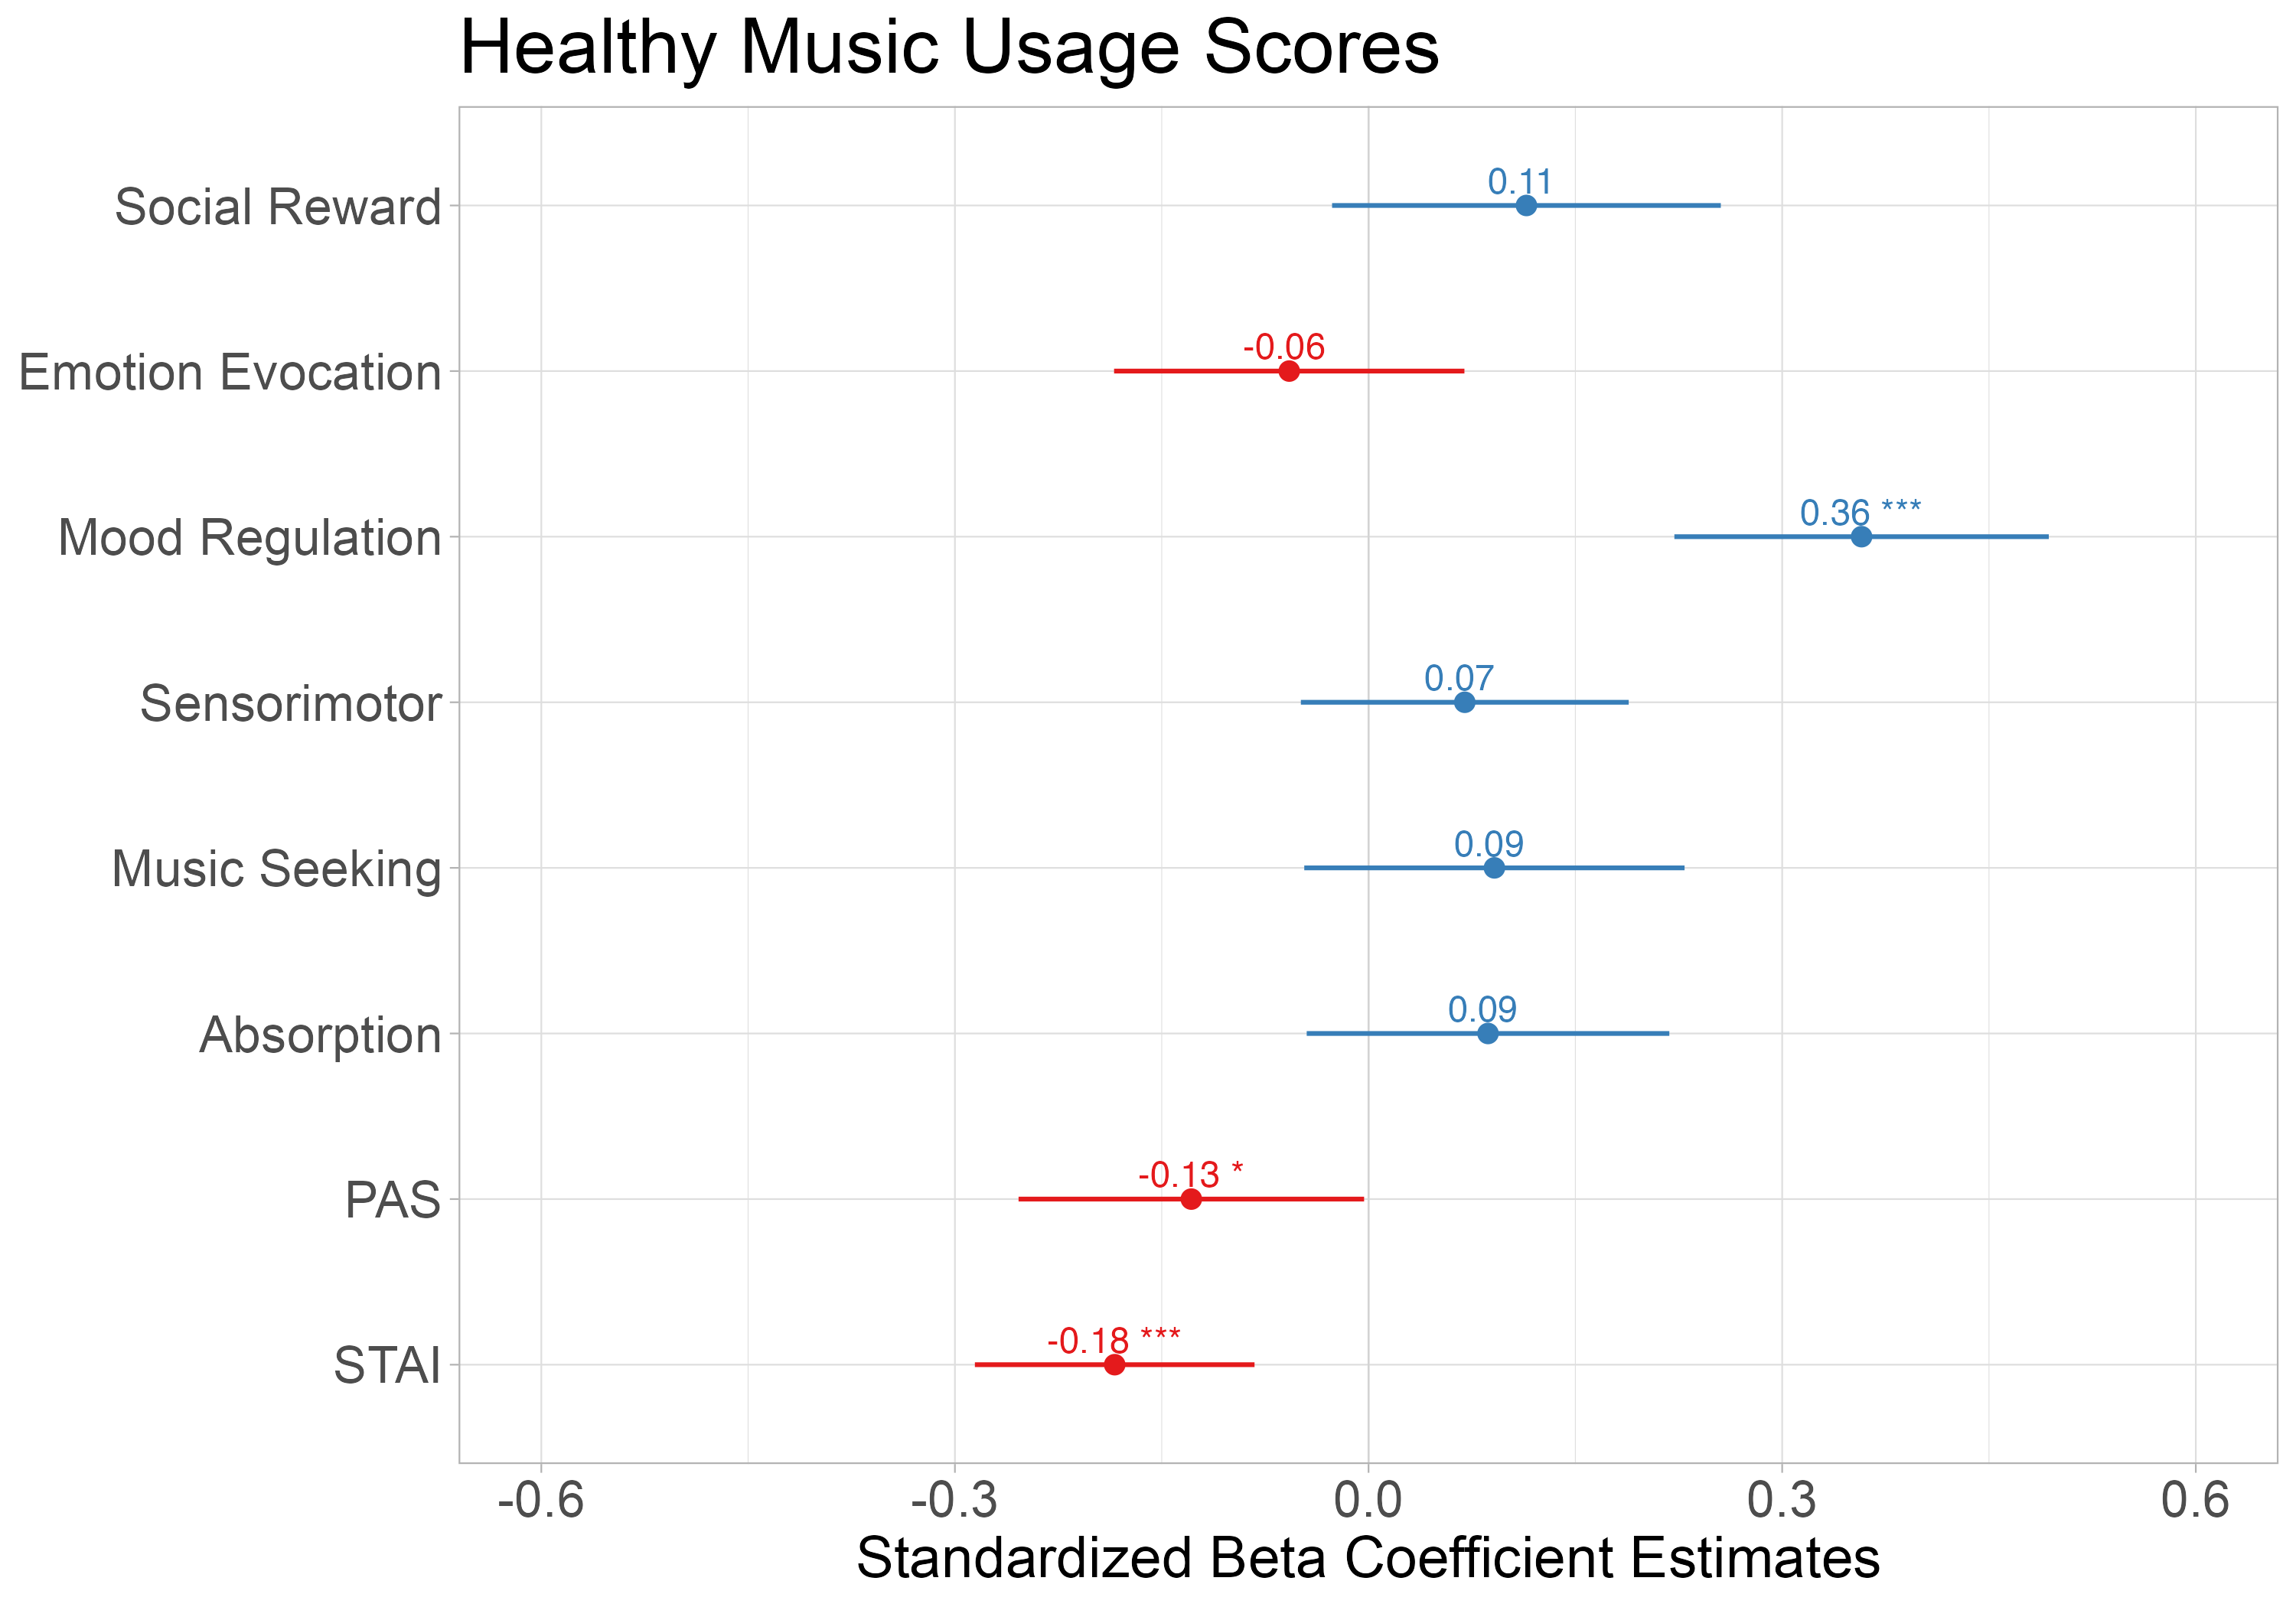 Healthy Music Usage Scores
Social Reward
0.11
Emotion Evocation
-0.06
Mood Regulation
0.36 ***
Sensorimotor
0.07
Music Seeking
0.09
Absorption
0.09
PAS
-0.13 *
STAI
-0.18 ***
-0.6 -0.3 0.0 0.3 0.6
Standardized Beta Coefficient Estimates